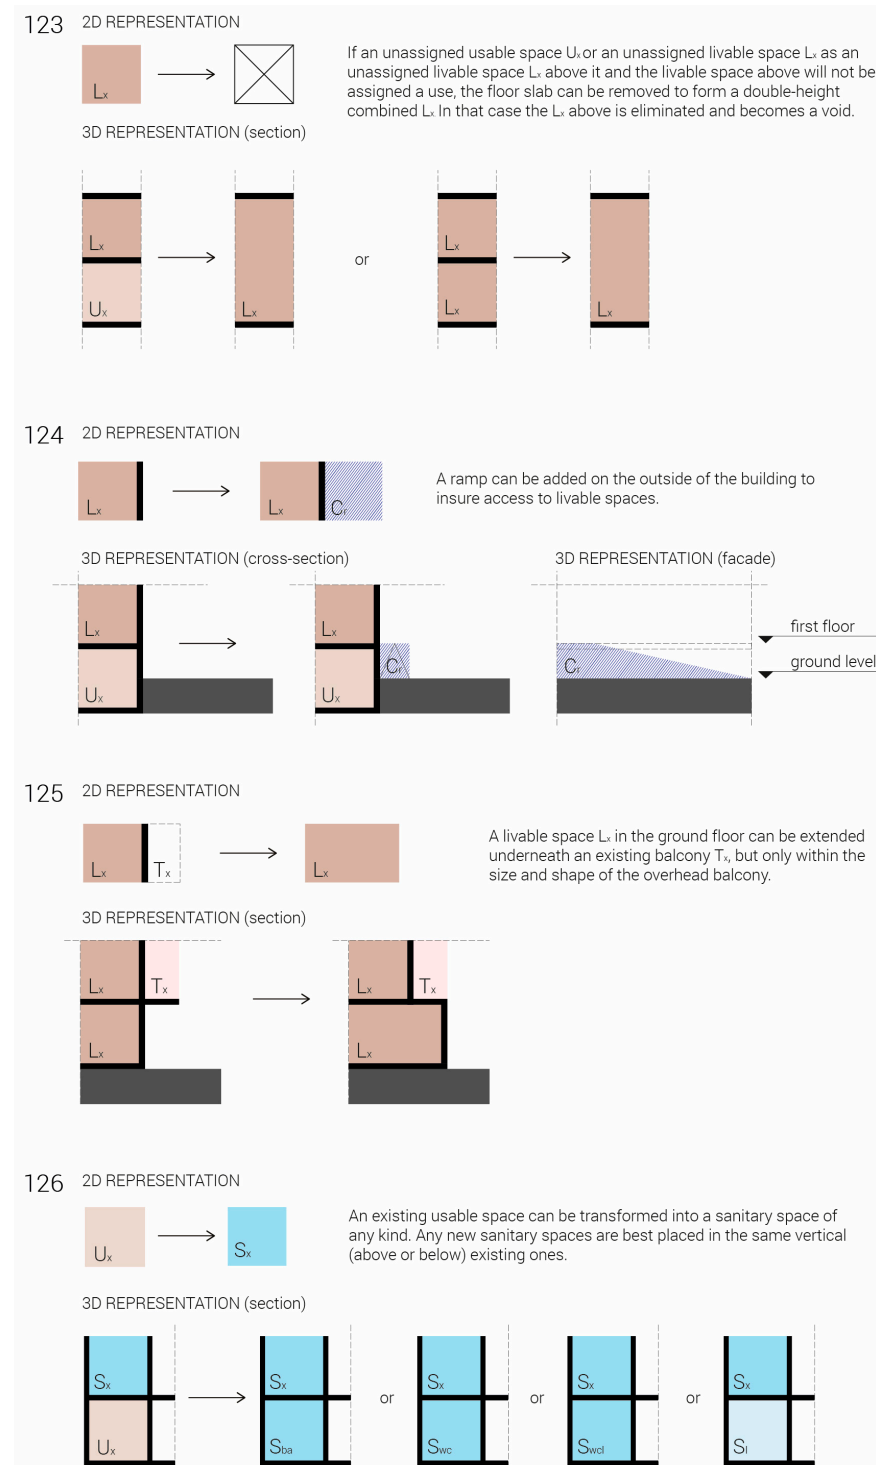 123 2D REPRESENTATION
Lx
If an unassigned usable space Ux or an unassigned livable space Lx as an
unassigned livable space Lx above it and the livable space above will not be
assigned a use, the floor slab can be removed to form a double-height
combined Lx. In that case the Lx above is eliminated and becomes a void.
3D REPRESENTATION (section)
Lx
Lx
or
Ux
Lx
Lx
Lx
124 2D REPRESENTATION
A ramp can be added on the outside of the building to
insure access to livable spaces.
Lx
Lx
Cr
3D REPRESENTATION (cross-section)
3D REPRESENTATION (facade)
Lx
Lx
first floor
Ux
Ux
Cr
Cr
ground level
125 2D REPRESENTATION
A livable space Lx in the ground floor can be extended
underneath an existing balcony Tx, but only within the
size and shape of the overhead balcony.
Lx
Tx
Lx
3D REPRESENTATION (section)
Lx
Tx
Lx
Tx
Lx
Lx
126 2D REPRESENTATION
An existing usable space can be transformed into a sanitary space of
any kind. Any new sanitary spaces are best placed in the same vertical
(above or below) existing ones.
Ux
Sx
3D REPRESENTATION (section)
Sx
Sx
Sx
Sx
Sx
or
or
or
Ux
Sba
Swc
Swcl
Sl